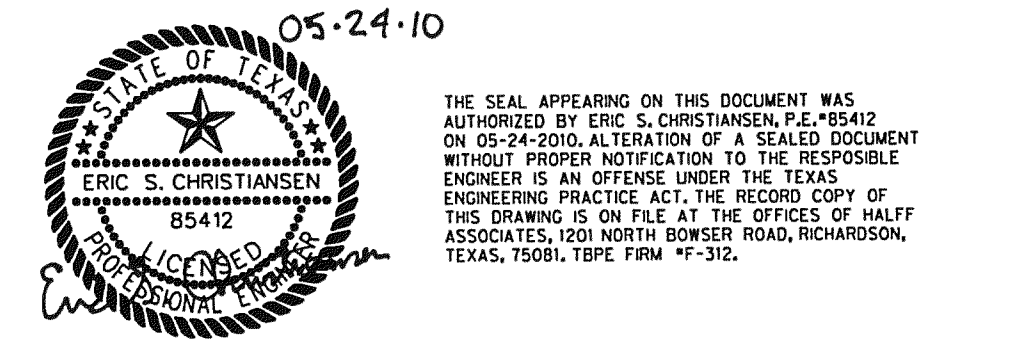 05·24·10
STATE OF TEXAS
ERIC S. CHRISTIANSEN
85412
LICENSED
PROFESSIONAL ENGINEER
THE SEAL APPEARING ON THIS DOCUMENT WAS
AUTHORIZED BY ERIC S. CHRISTIANSEN, P.E.#85412
ON 05-24-2010. ALTERATION OF A SEALED DOCUMENT
WITHOUT PROPER NOTIFICATION TO THE RESPOSIBLE
ENGINEER IS AN OFFENSE UNDER THE TEXAS
ENGINEERING PRACTICE ACT. THE RECORD COPY OF
THIS DRAWING IS ON FILE AT THE OFFICES OF HALFF
ASSOCIATES, 1201 NORTH BOWSER ROAD, RICHARDSON,
TEXAS, 75081. TBPE FIRM #F-312.